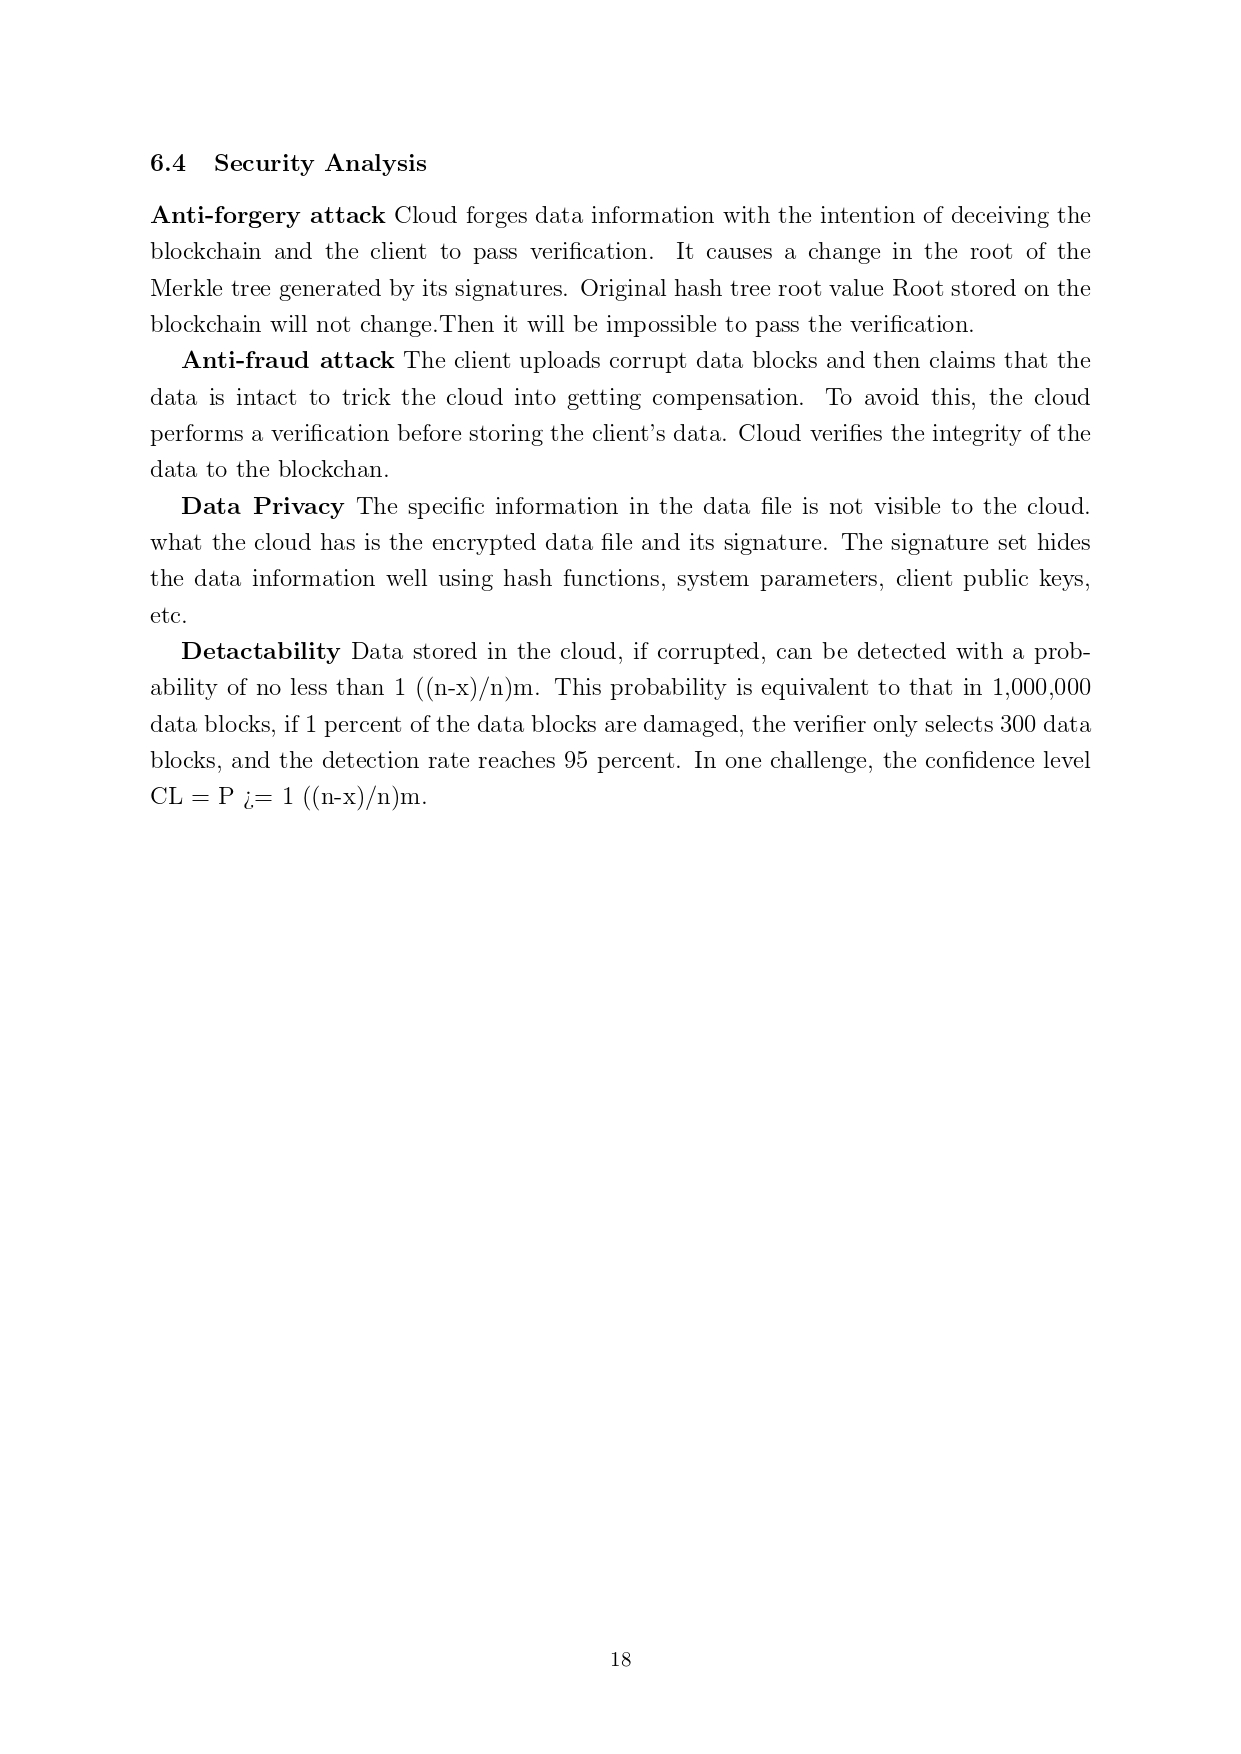 6.4 Security Analysis
Anti-forgery attack Cloud forges data information with the intention of deceiving the
blockchain and the client to pass verification. It causes a change in the root of the
Merkle tree generated by its signatures. Original hash tree root value Root stored on the
blockchain will not change.Then it will be impossible to pass the verification.
Anti-fraud attack The client uploads corrupt data blocks and then claims that the
data is intact to trick the cloud into getting compensation. To avoid this, the cloud
performs a verification before storing the client's data. Cloud verifies the integrity of the
data to the blockchan.
Data Privacy The specific information in the data file is not visible to the cloud.
what the cloud has is the encrypted data file and its signature. The signature set hides
the data information well using hash functions, system parameters, client public keys,
etc.
Detactability Data stored in the cloud, if corrupted, can be detected with a prob-
ability of no less than 1 ((n-x)/n)m. This probability is equivalent to that in 1,000,000
data blocks, if 1 percent of the data blocks are damaged, the verifier only selects 300 data
blocks, and the detection rate reaches 95 percent. In one challenge, the confidence level
CL = P ¿= 1 ((n-x)/n)m.
18